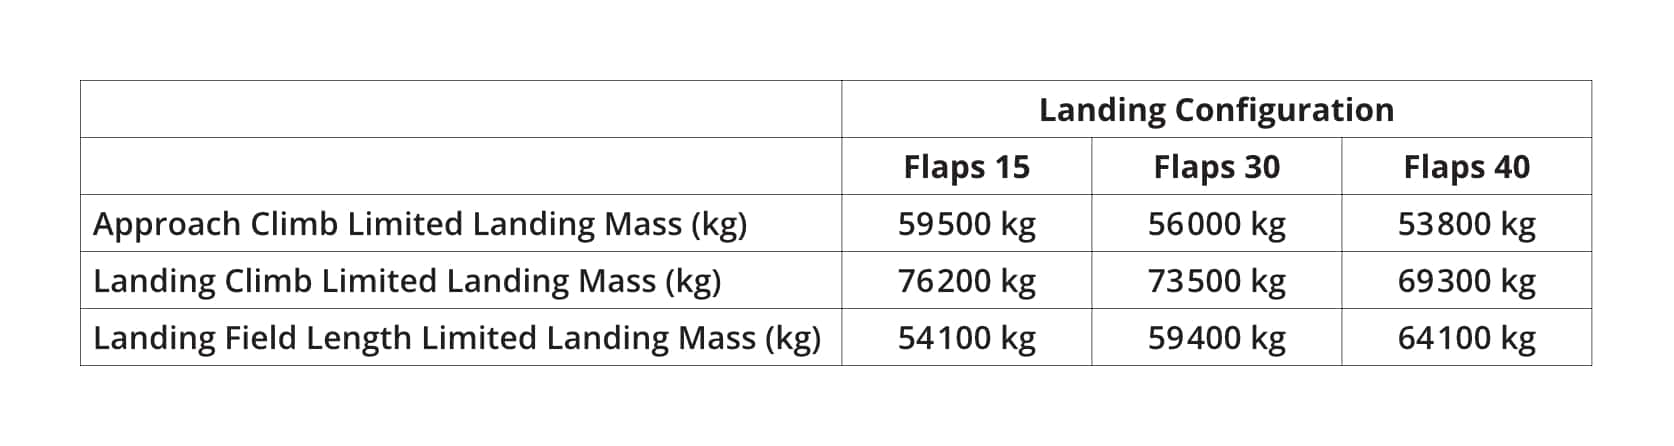 Landing Configuration
Flaps 15 Flaps 30 Flaps 40
Approach Climb Limited Landing Mass (kg) 59500 kg 56000 kg 53800 kg
Landing Climb Limited Landing Mass (kg) 76200 kg 73500 kg 69300 kg
Landing Field Length Limited Landing Mass (kg) 54100 kg 59400 kg 64100 kg